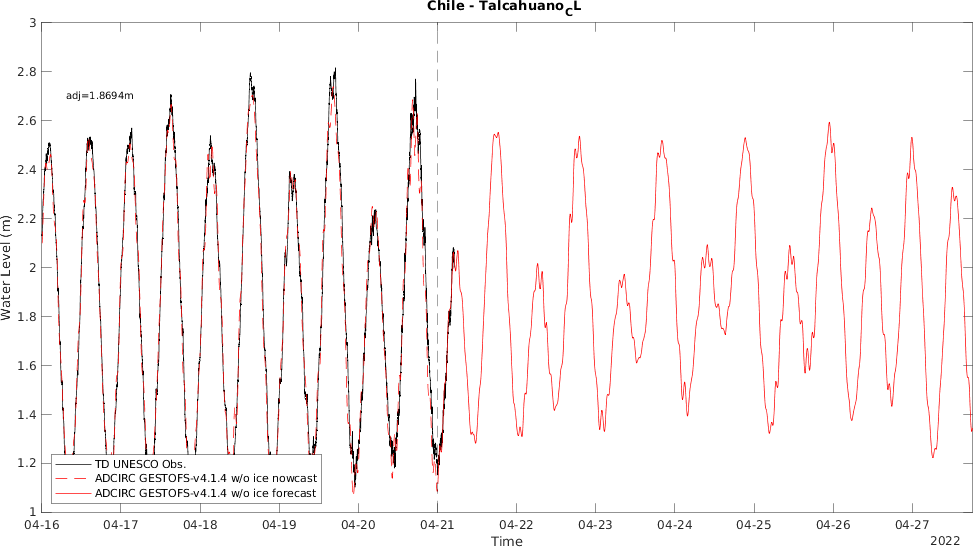 Chile - Talcahuano_CL
3
2.8
2.6
2.4
2.2
2
1.8
1.6
1.4
1.2
1
Water Level (m)
adj=1.8694m
TD UNESCO Obs.
ADCIRC GESTOFS-v4.1.4 w/o ice nowcast
ADCIRC GESTOFS-v4.1.4 w/o ice forecast
04-16 04-17 04-18 04-19 04-20 04-21 04-22 04-23 04-24 04-25 04-26 04-27
Time
2022